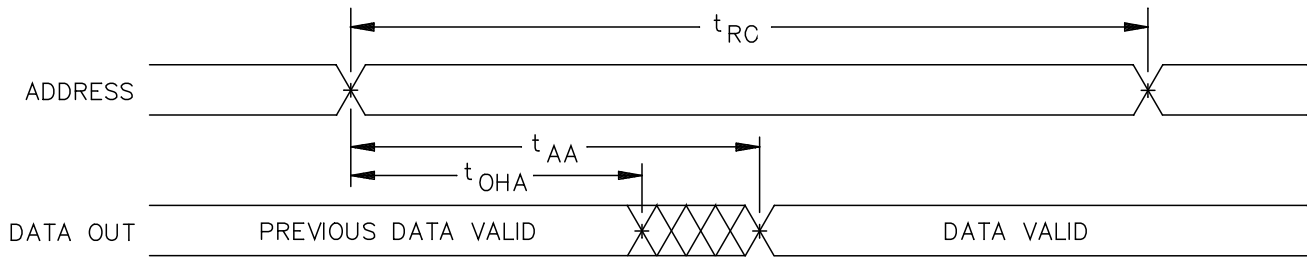 tRC
ADDRESS
tAA
tOHA
DATA OUT PREVIOUS DATA VALID DATA VALID